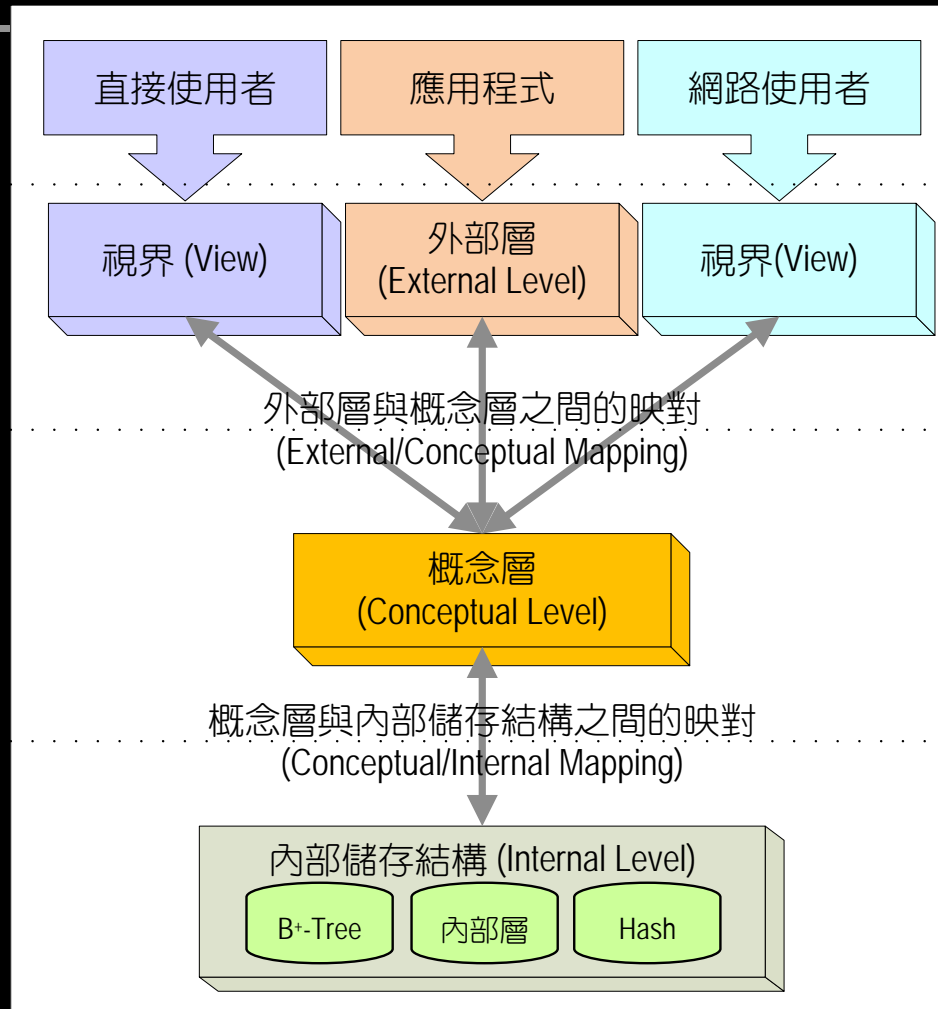 直接使用者
應用程式
網路使用者
視界 (View)
外部層
(External Level)
視界(View)
外部層與概念層之間的映對
(External/Conceptual Mapping)
概念層
(Conceptual Level)
概念層與內部儲存結構之間的映對
(Conceptual/Internal Mapping)
內部儲存結構 (Internal Level)
B+-Tree
內部層
Hash